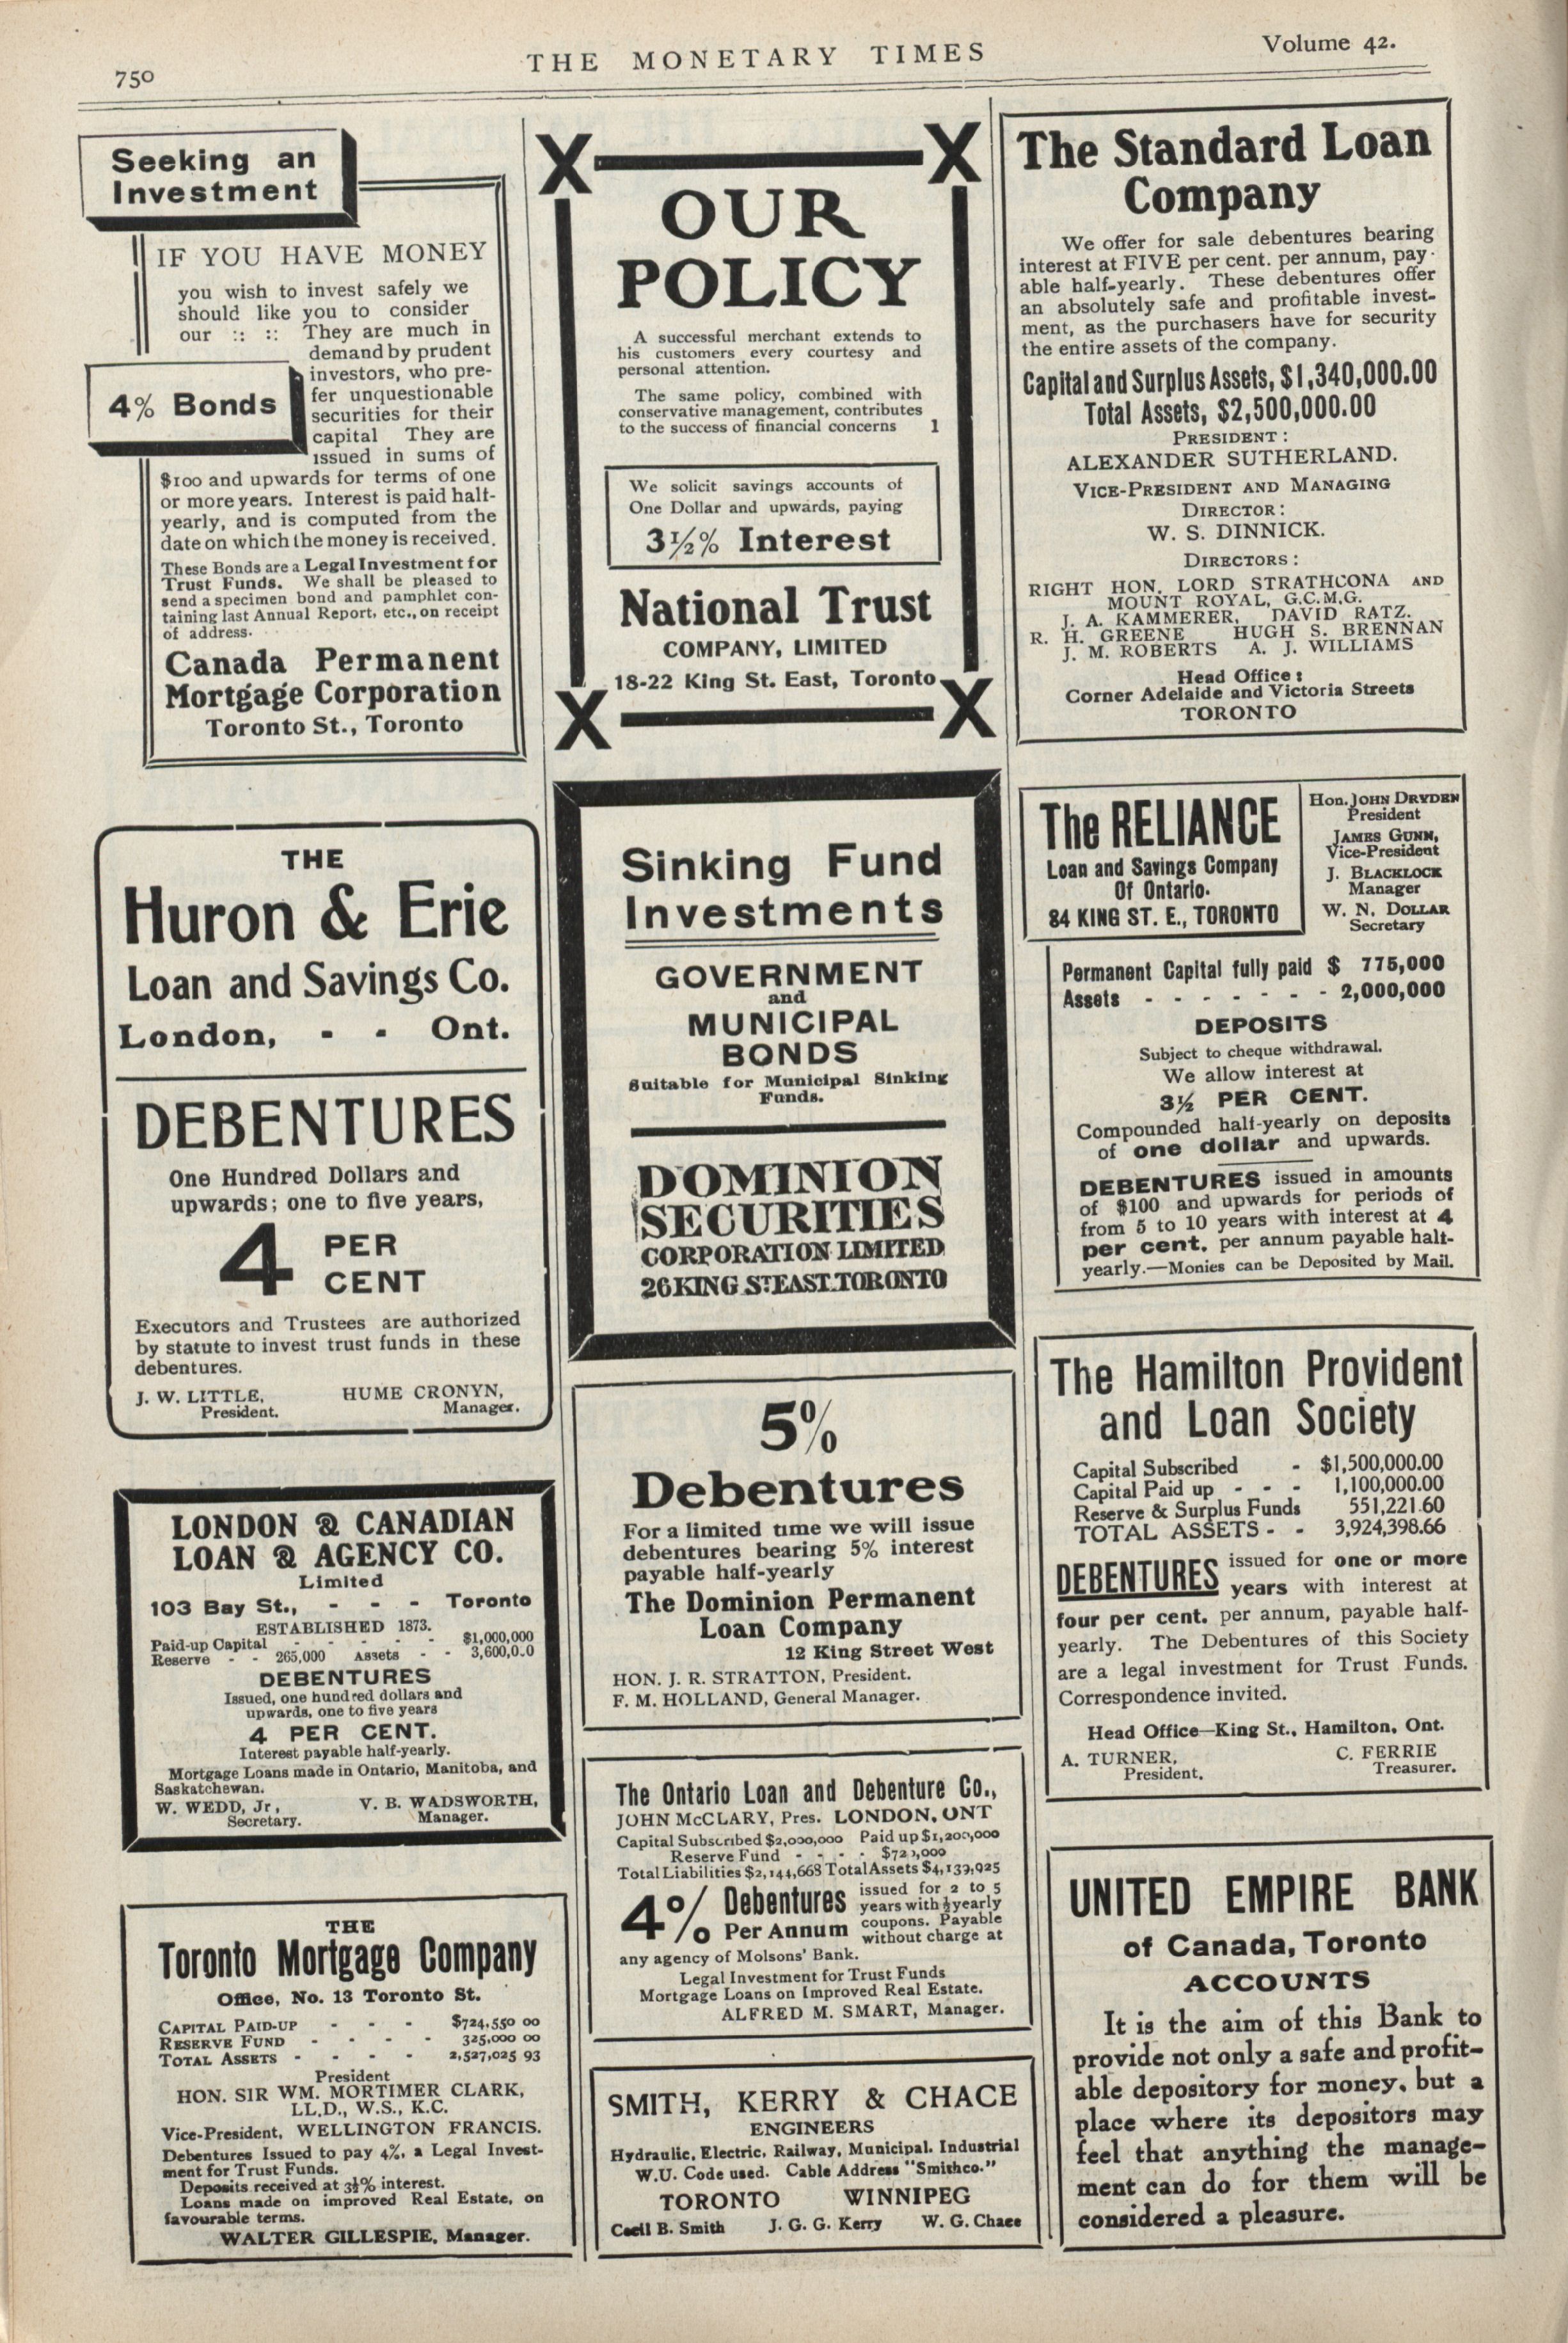 750
THE MONETARY TIMES
Volume 42.
Seeking an
Investment
IF YOU HAVE MONEY
you wish to invest safely we
should like you to consider
our :: :: They are much in
demand by prudent
investors, who pre-
4% Bonds
fer unquestionable
securities for their
capital They are
issued in sums of
$100 and upwards for terms of one
or more years. Interest is paid half-
yearly, and is computed from the
date on which the money is received.
These Bonds are a Legal Investment for
Trust Funds. We shall be pleased to
send a specimen bond and pamphlet con-
taining last Annual Report, etc., on receipt
of address.
Canada Permanent
Mortgage Corporation
Toronto St., Toronto
THE
Huron & Erie
Loan and Savings Co.
London, - - Ont.
DEBENTURES
One Hundred Dollars and
upwards; one to five years,
4 PER
CENT
Executors and Trustees are authorized
by statute to invest trust funds in these
debentures.
J. W. LITTLE, HUME CRONYN,
President. Manager.
LONDON & CANADIAN
LOAN & AGENCY CO.
Limited
103 Bay St., - - - Toronto
ESTABLISHED 1873.
Paid-up Capital - - - - - $1,000,000
Reserve - - 265,000 Assets - - 3,600,0_0
DEBENTURES
Issued, one hundred dollars and
upwards, one to five years
4 PER CENT.
Interest payable half-yearly.
Mortgage Loans made in Ontario, Manitoba, and
Saskatchewan.
W. WEDD, Jr, V. B. WADSWORTH,
Secretary. Manager.
THE
Toronto Mortgage Company
Office, No. 13 Toronto St.
CAPITAL PAID-UP - - - $724,550 00
RESERVE FUND - - - - 325,000 00
TOTAL ASSETS - - - - 2,527,025 93
President
HON. SIR WM. MORTIMER CLARK,
LL.D., W.S., K.C.
Vice-President, WELLINGTON FRANCIS.
Debentures Issued to pay 4%, a Legal Invest-
ment for Trust Funds.
Deposits received at 3½% interest.
Loans made on improved Real Estate, on
favourable terms.
WALTER GILLESPIE, Manager.
X X
OUR
POLICY
A successful merchant extends to
his customers every courtesy and
personal attention.
The same policy, combined with
conservative management, contributes
to the success of financial concerns 1
We solicit savings accounts of
One Dollar and upwards, paying
3½% Interest
National Trust
COMPANY, LIMITED
18-22 King St. East, Toronto
X X
Sinking Fund
Investments
GOVERNMENT
and
MUNICIPAL
BONDS
Suitable for Municipal Sinking
Funds.
DOMINION
SECURITIES
CORPORATION LIMITED
26 KING ST. EAST. TORONTO
5%
Debentures
For a limited time we will issue
debentures bearing 5% interest
payable half-yearly
The Dominion Permanent
Loan Company
12 King Street West
HON. J. R. STRATTON, President.
F. M. HOLLAND, General Manager.
The Ontario Loan and Debenture Co.,
JOHN McCLARY, Pres. LONDON, ONT
Capital Subscribed $2,000,000 Paid up $1,200,000
Reserve Fund - - - -
Total Liabilities $2,144,668 Total Assets $4,139,925
4% Debentures issued for 2 to 5
years with ½ yearly
Per Annum coupons. Payable
without charge at
any agency of Molsons' Bank.
Legal Investment for Trust Funds
Mortgage Loans on Improved Real Estate.
ALFRED M. SMART, Manager.
SMITH, KERRY & CHACE
ENGINEERS
Hydraulic, Electric, Railway, Municipal. Industrial
W.U. Code used. Cable Address "Smithco."
TORONTO WINNIPEG
Cecil B. Smith J. G. G. Kerry W. G. Chace
The Standard Loan
Company
We offer for sale debentures bearing
interest at FIVE per cent. per annum, pay-
able half-yearly. These debentures offer
an absolutely safe and profitable invest-
ment, as the purchasers have for security
the entire assets of the company.
Capital and Surplus Assets, $1,340,000.00
Total Assets, $2,500,000.00
PRESIDENT:
ALEXANDER SUTHERLAND.
VICE-PRESIDENT AND MANAGING
DIRECTOR:
W. S. DINNICK.
DIRECTORS:
RIGHT HON. LORD STRATHCONA AND
MOUNT ROYAL, G.C.M.G.
J. A. KAMMERER, DAVID RATZ.
R. H. GREENE HUGH S. BRENNAN
J. M. ROBERTS A. J. WILLIAMS
Head Office:
Corner Adelaide and Victoria Streets
TORONTO
The RELIANCE
Loan and Savings Company
Of Ontario.
84 KING ST. E., TORONTO
Hon. JOHN DRYDEN
President
JAMES GUNN,
Vice-President
J. BLACKLOCK
Manager
W. N. DOLLAR
Secretary
Permanent Capital fully paid $ 775,000
Assets - - - - - - - 2,000,000
DEPOSITS
Subject to cheque withdrawal.
We allow interest at
3½ PER CENT.
Compounded half-yearly on deposits
of one dollar and upwards.
DEBENTURES issued in amounts
of $100 and upwards for periods of
from 5 to 10 years with interest at 4
per cent. per annum payable half-
yearly.—Monies can be Deposited by Mail.
The Hamilton Provident
and Loan Society
Capital Subscribed - $1,500,000.00
Capital Paid up - - - 1,100,000.00
Reserve & Surplus Funds 551,221.60
TOTAL ASSETS - - 3,924,398.66
DEBENTURES issued for one or more
years with interest at
four per cent. per annum, payable half-
yearly. The Debentures of this Society
are a legal investment for Trust Funds.
Correspondence invited.
Head Office—King St., Hamilton, Ont.
A. TURNER, C. FERRIE
President. Treasurer.
UNITED EMPIRE BANK
of Canada, Toronto
ACCOUNTS
It is the aim of this Bank to
provide not only a safe and profit-
able depository for money, but a
place where its depositors may
feel that anything the manage-
ment can do for them will be
considered a pleasure.